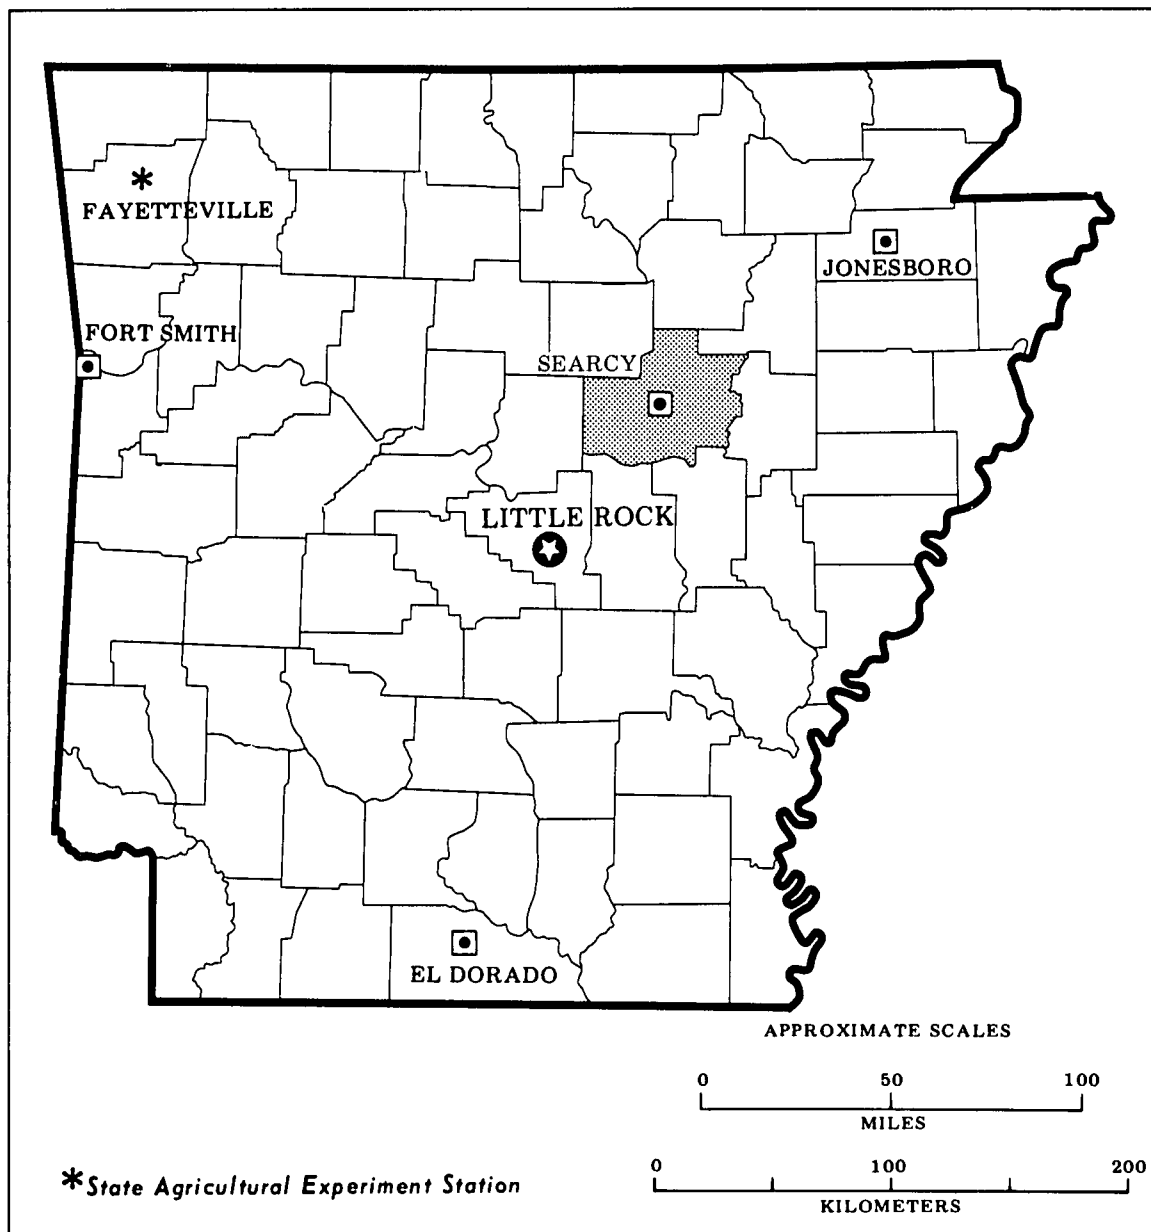 *
FAYETTEVILLE
JONESBORO
FORT SMITH
SEARCY
LITTLE ROCK
EL DORADO
APPROXIMATE SCALES
0 50 100
MILES
0 100 200
KILOMETERS
*State Agricultural Experiment Station